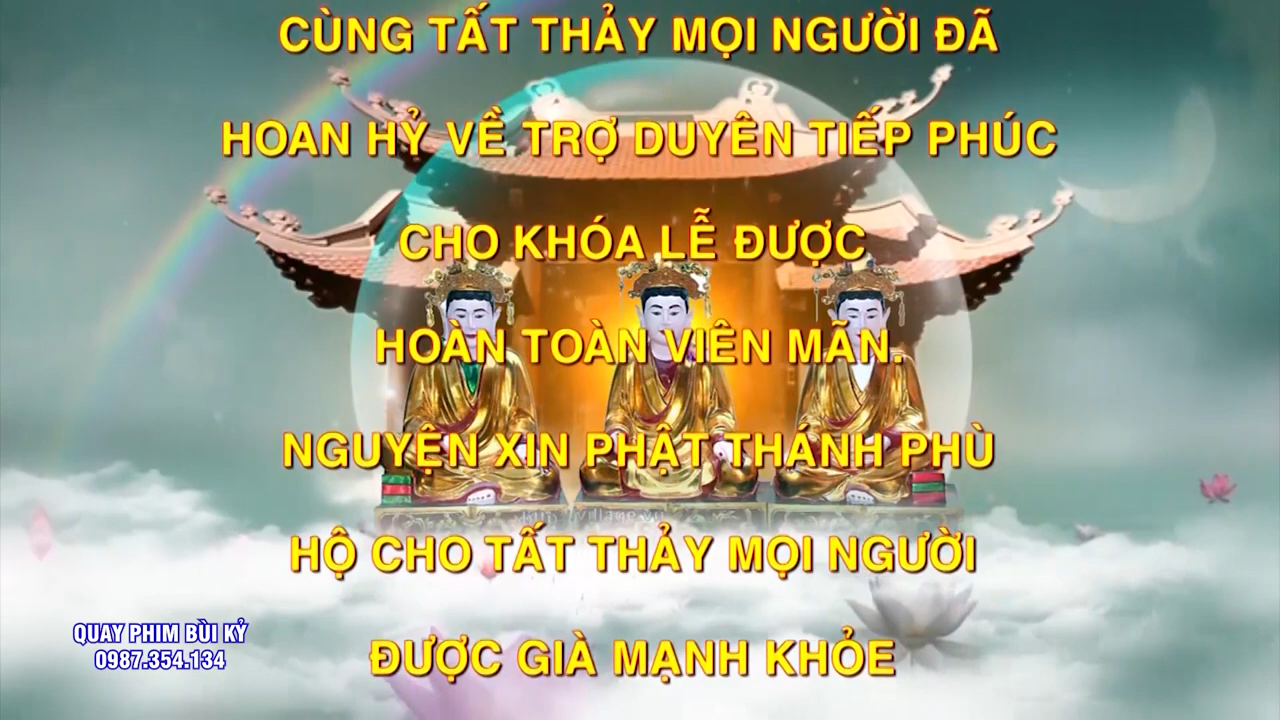 CÙNG TẤT THẢY MỌI NGƯỜI ĐÃ
HOAN HỶ VỀ TRỢ DUYÊN TIẾP PHÚC
CHO KHÓA LỄ ĐƯỢC
HOÀN TOÀN VIÊN MÃN.
NGUYỆN XIN PHẬT THÁNH PHÙ
HỘ CHO TẤT THẢY MỌI NGƯỜI
ĐƯỢC GIÀ MẠNH KHỎE
QUAY PHIM BÙI KỶ
0987.354.134